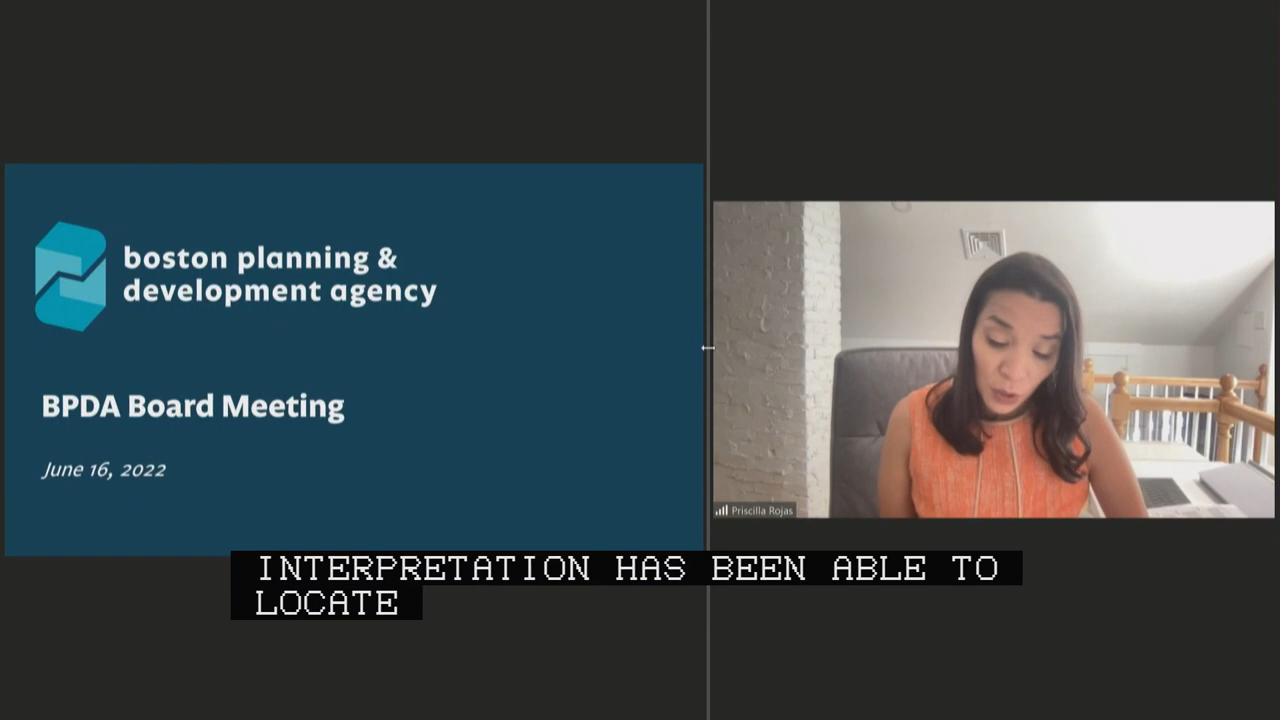 boston planning &
development agency
BPDA Board Meeting
June 16, 2022
Priscilla Rojas
INTERPRETATION HAS BEEN ABLE TO
LOCATE